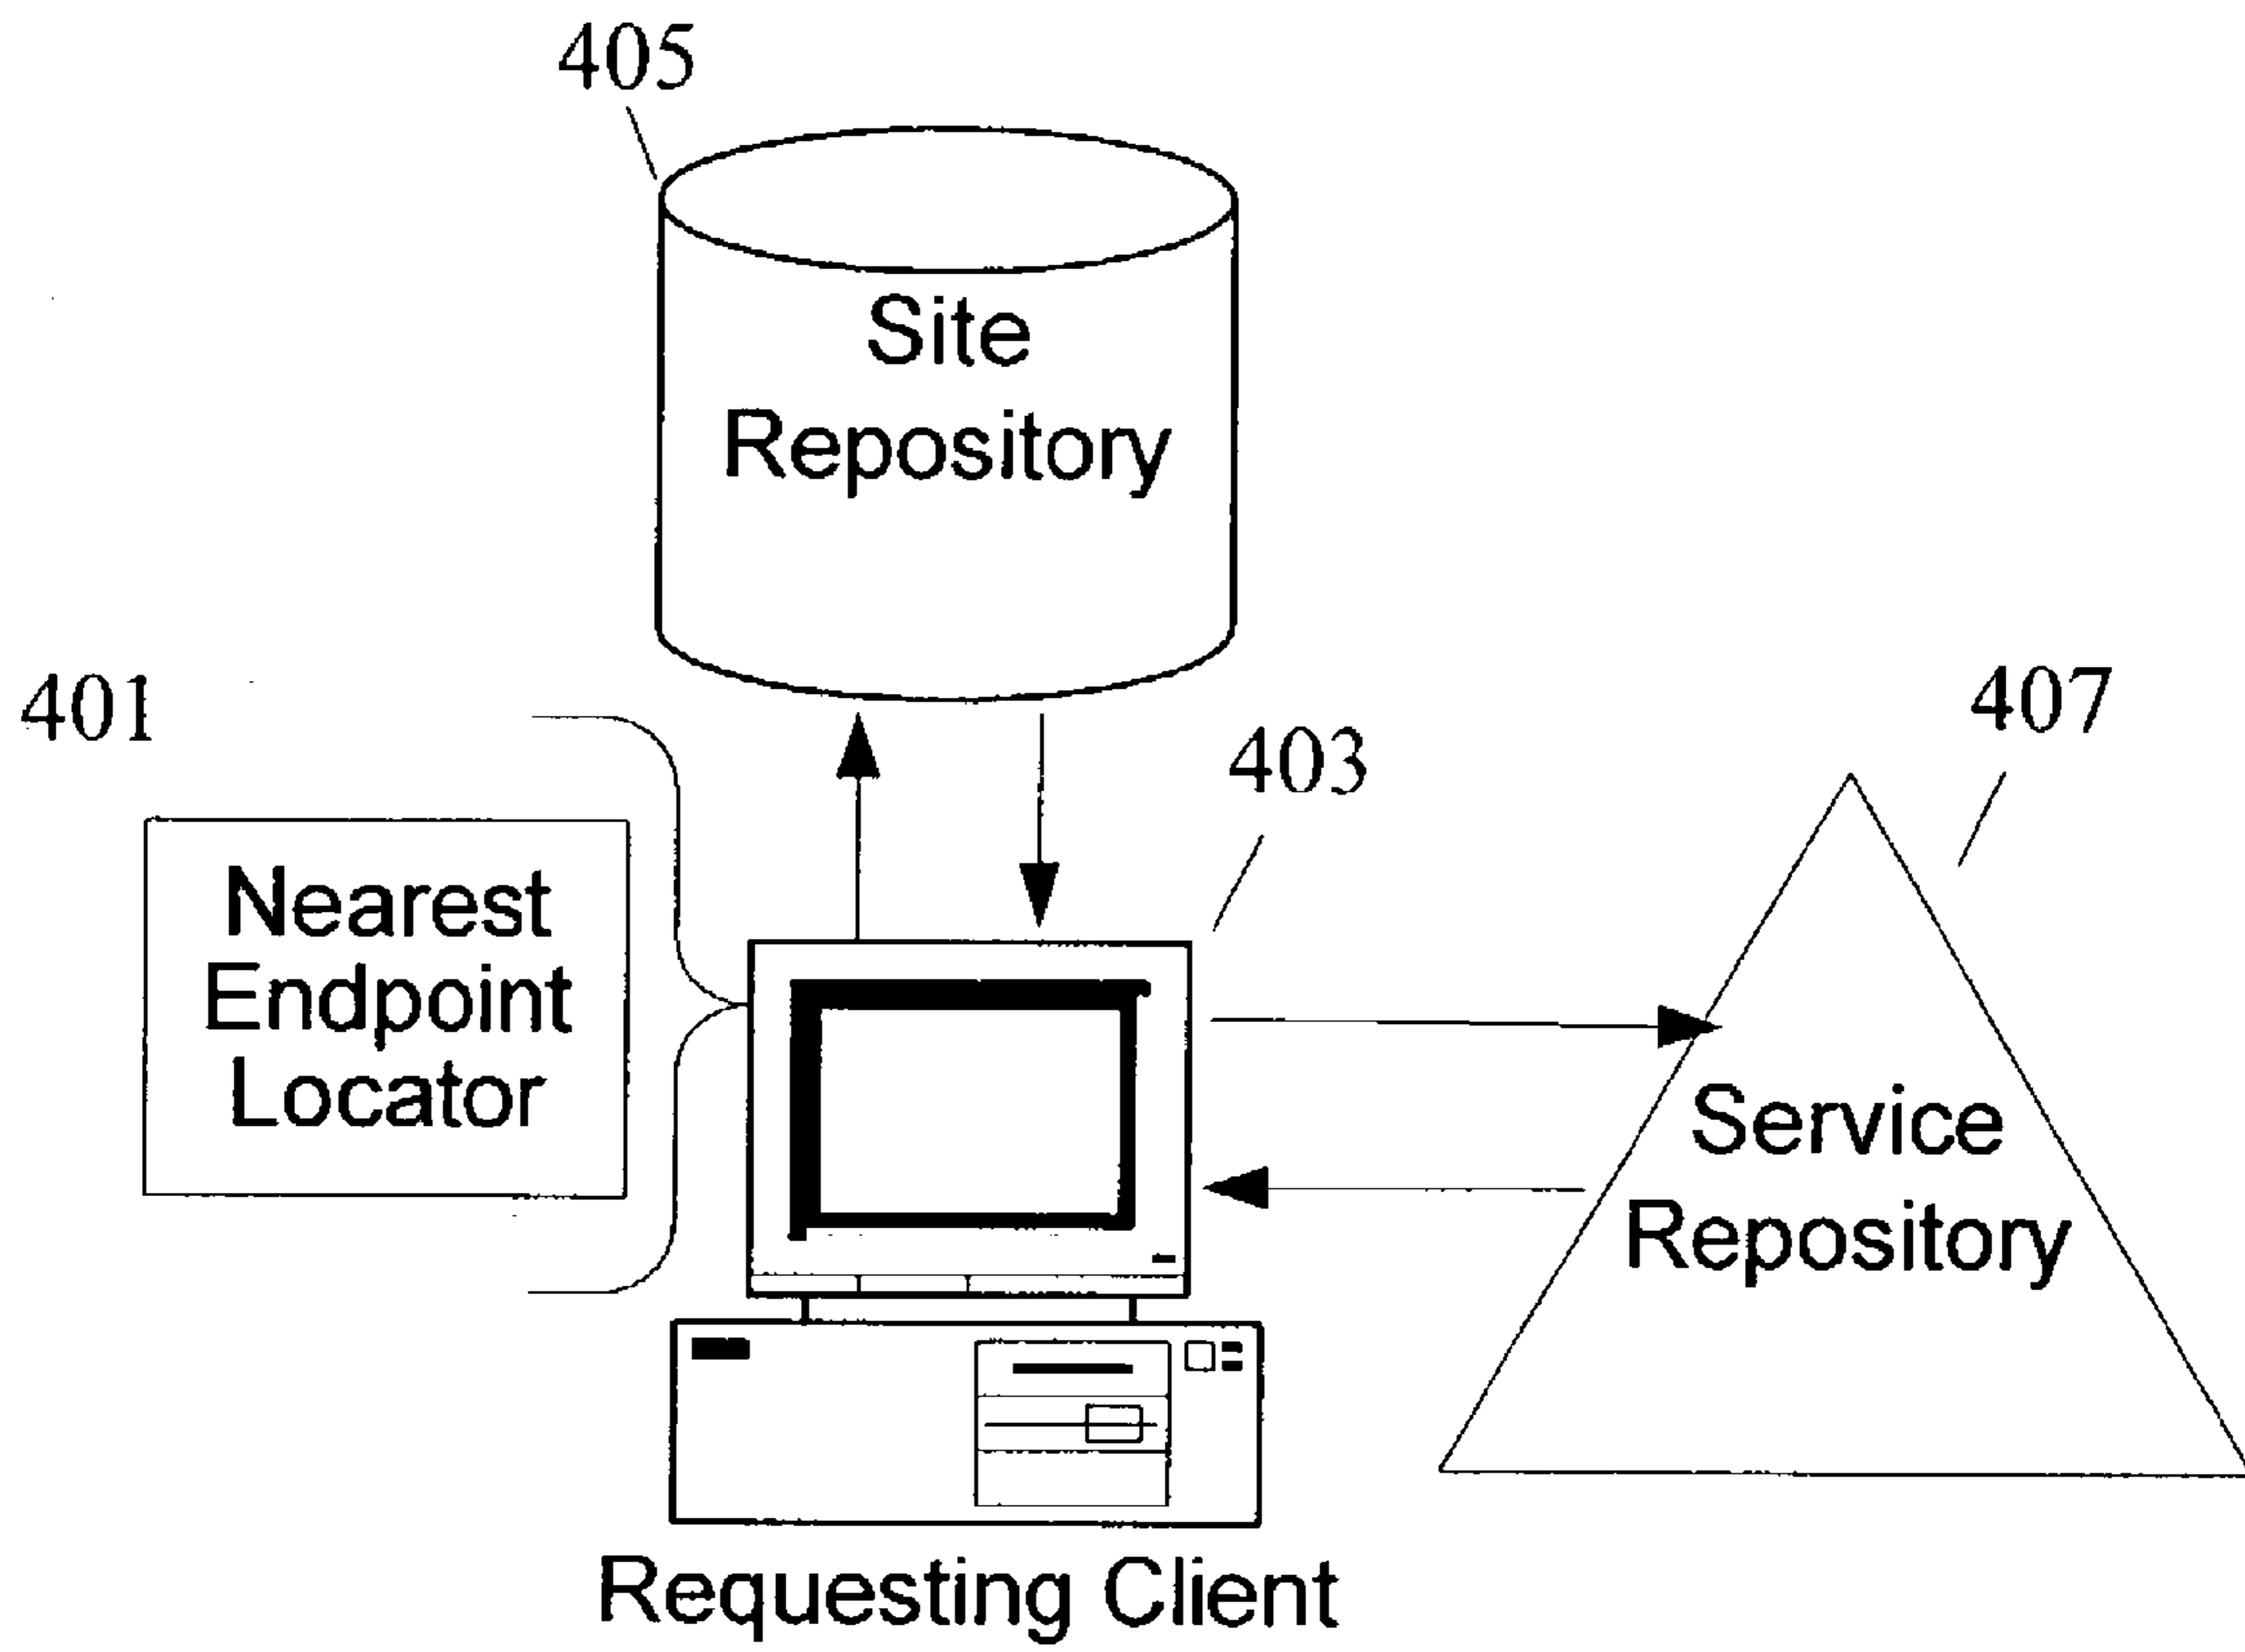 405
Site
Repository
401
403
407
Nearest
Endpoint
Locator
Service
Repository
Requesting Client